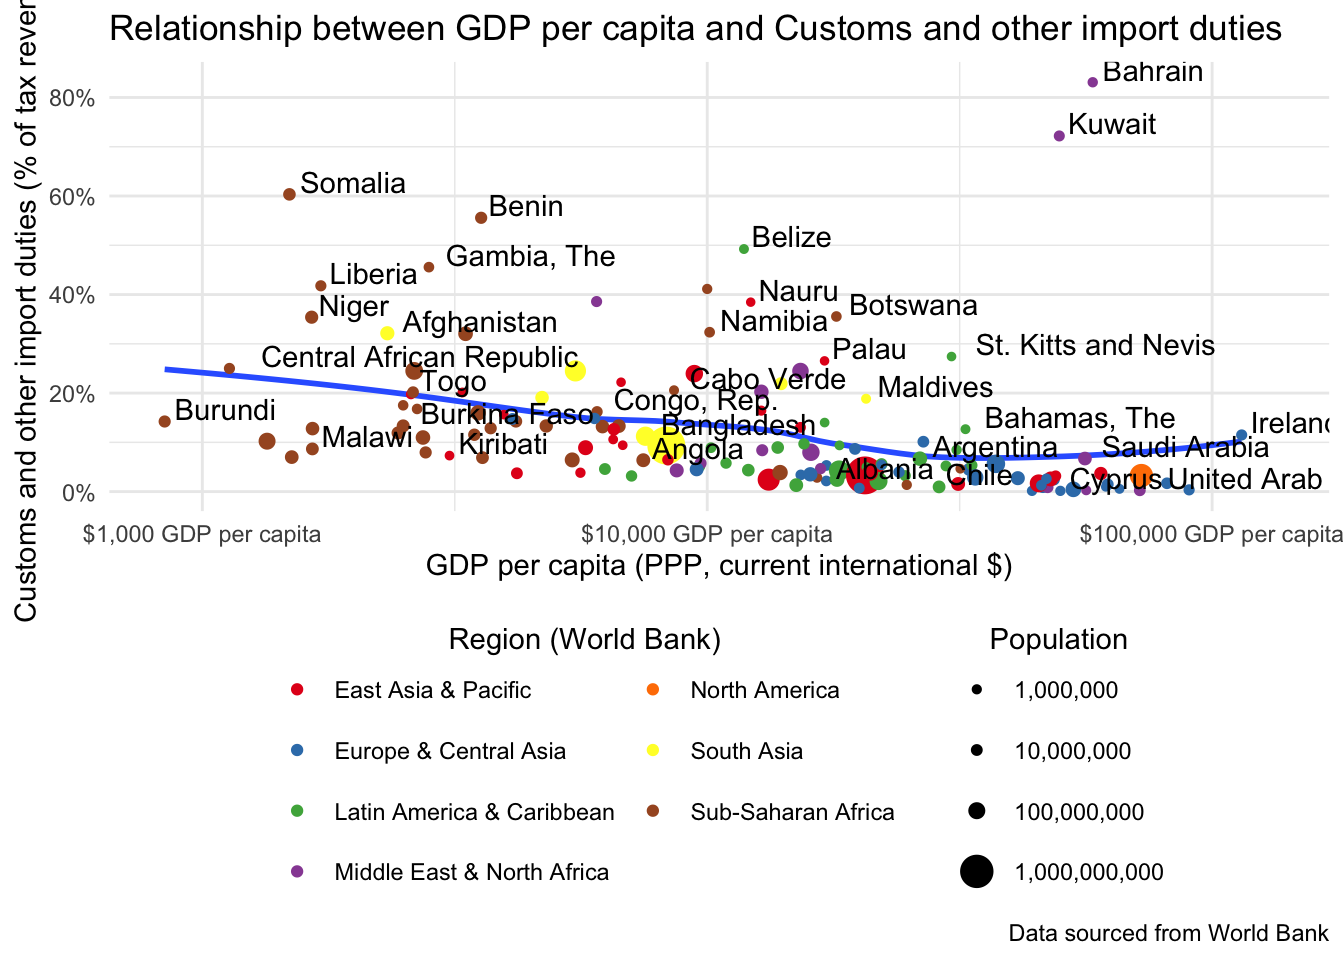 Relationship between GDP per capita and Customs and other import duties
Customs and other import duties (% of tax reven
80%
60%
40%
20%
0%
Bahrain
Kuwait
Somalia
Benin
Belize
Gambia, The
Liberia
Nauru
Niger
Botswana
Afghanistan
Namibia
Palau
St. Kitts and Nevis
Central African Republic
Togo
Cabo Verde
Maldives
Congo, Rep.
Burundi
Burkina Faso
Bahamas, The
Ireland
Bangladesh
Malawi
Kiribati
Angola
Argentina
Saudi Arabia
Albania
Chile
Cyprus
United Arab
$1,000 GDP per capita
$10,000 GDP per capita
$100,000 GDP per capita
GDP per capita (PPP, current international $)
Region (World Bank)
East Asia & Pacific
Europe & Central Asia
Latin America & Caribbean
Middle East & North Africa
North America
South Asia
Sub-Saharan Africa
Population
1,000,000
10,000,000
100,000,000
1,000,000,000
Data sourced from World Bank